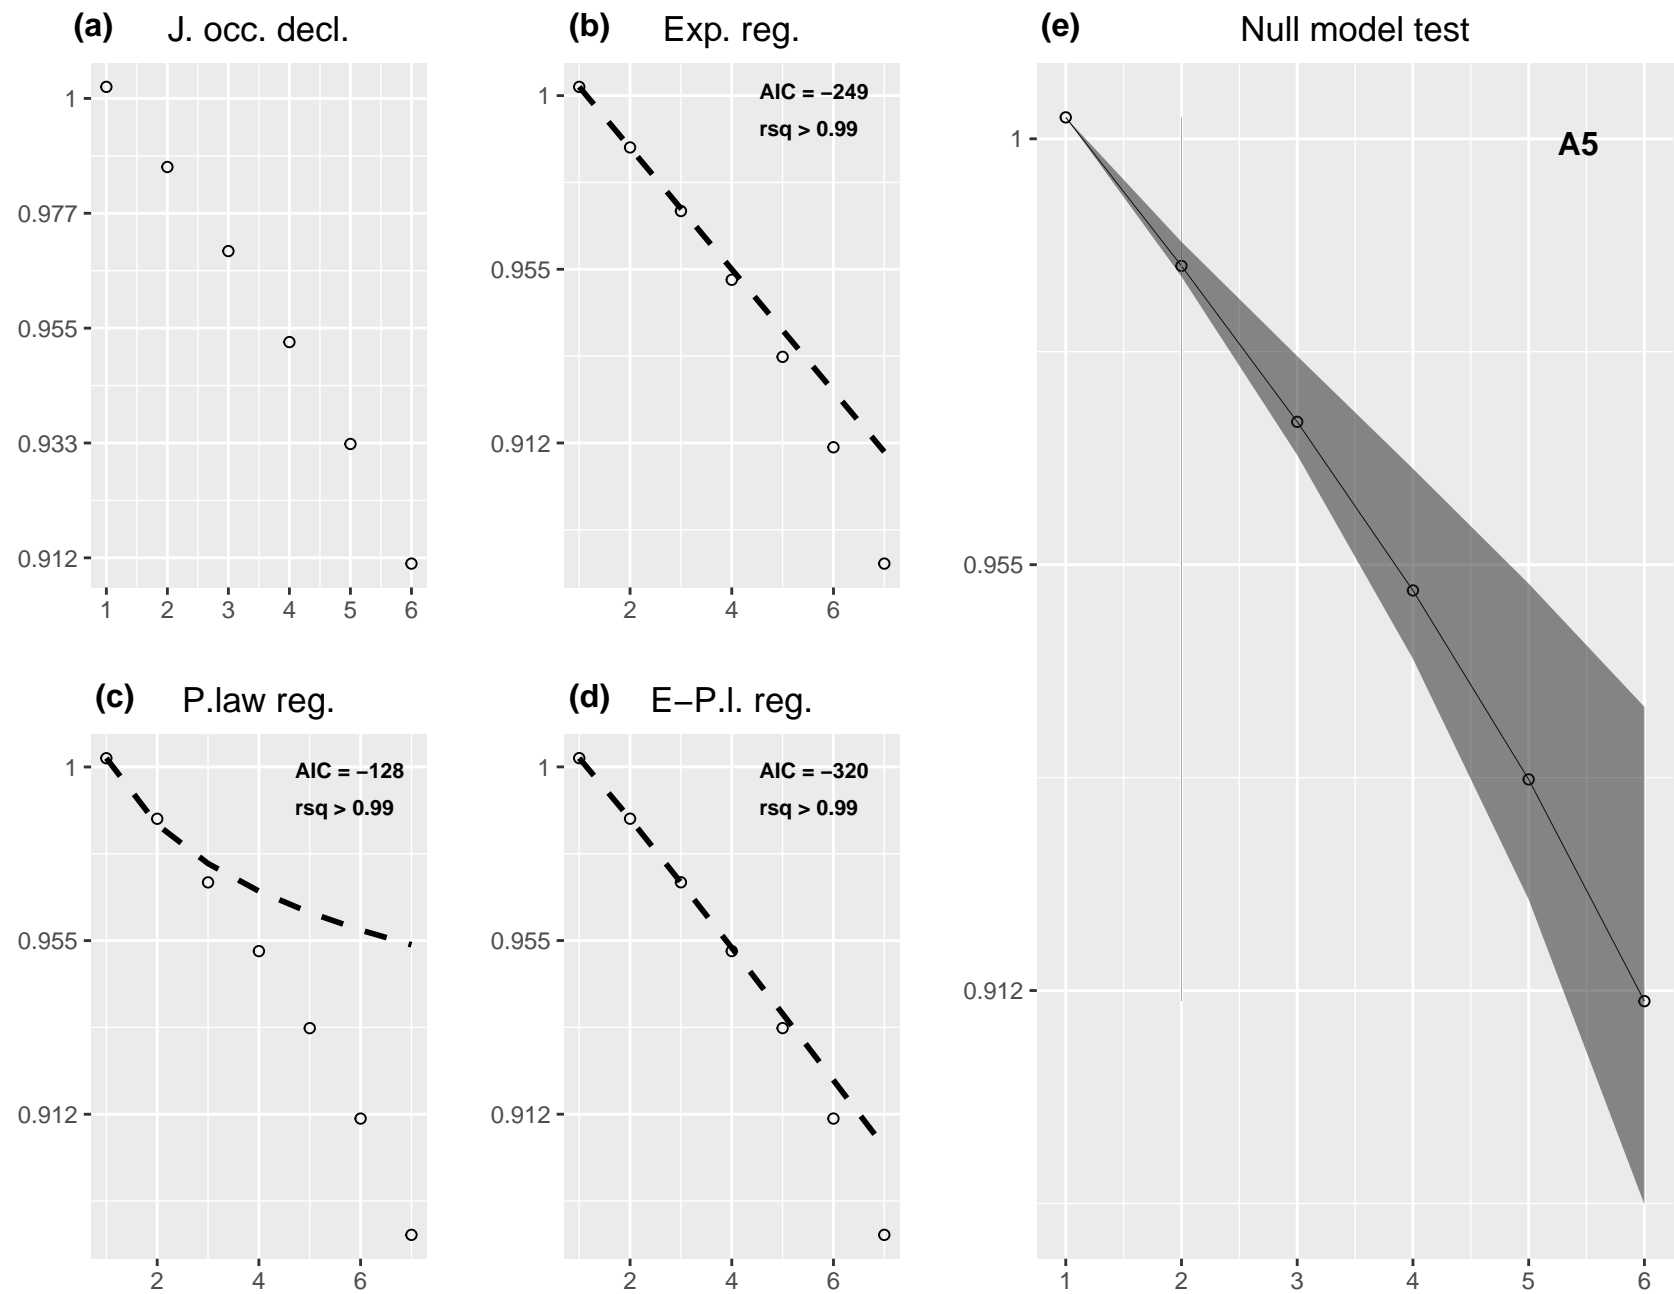 (a) J. occ. decl.
1
0.977
0.955
0.933
0.912
1 2 3 4 5 6
(b) Exp. reg.
AIC = −249
rsq > 0.99
1
0.955
0.912
2 4 6
(c) P.law reg.
AIC = −128
rsq > 0.99
1
0.955
0.912
2 4 6
(d) E−P.l. reg.
AIC = −320
rsq > 0.99
1
0.955
0.912
2 4 6
(e) Null model test
A5
1
0.955
0.912
1 2 3 4 5 6